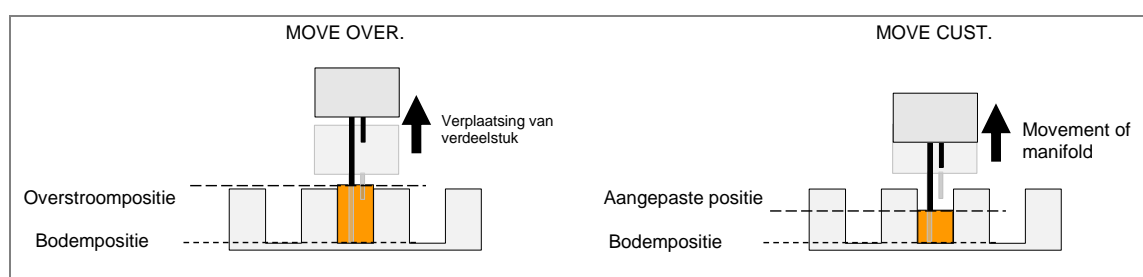 MOVE OVER.
Verplaatsing van
verdeelstuk
Overstroompositie
Bodempositie
MOVE CUST.
Movement of
manifold
Aangepaste positie
Bodempositie